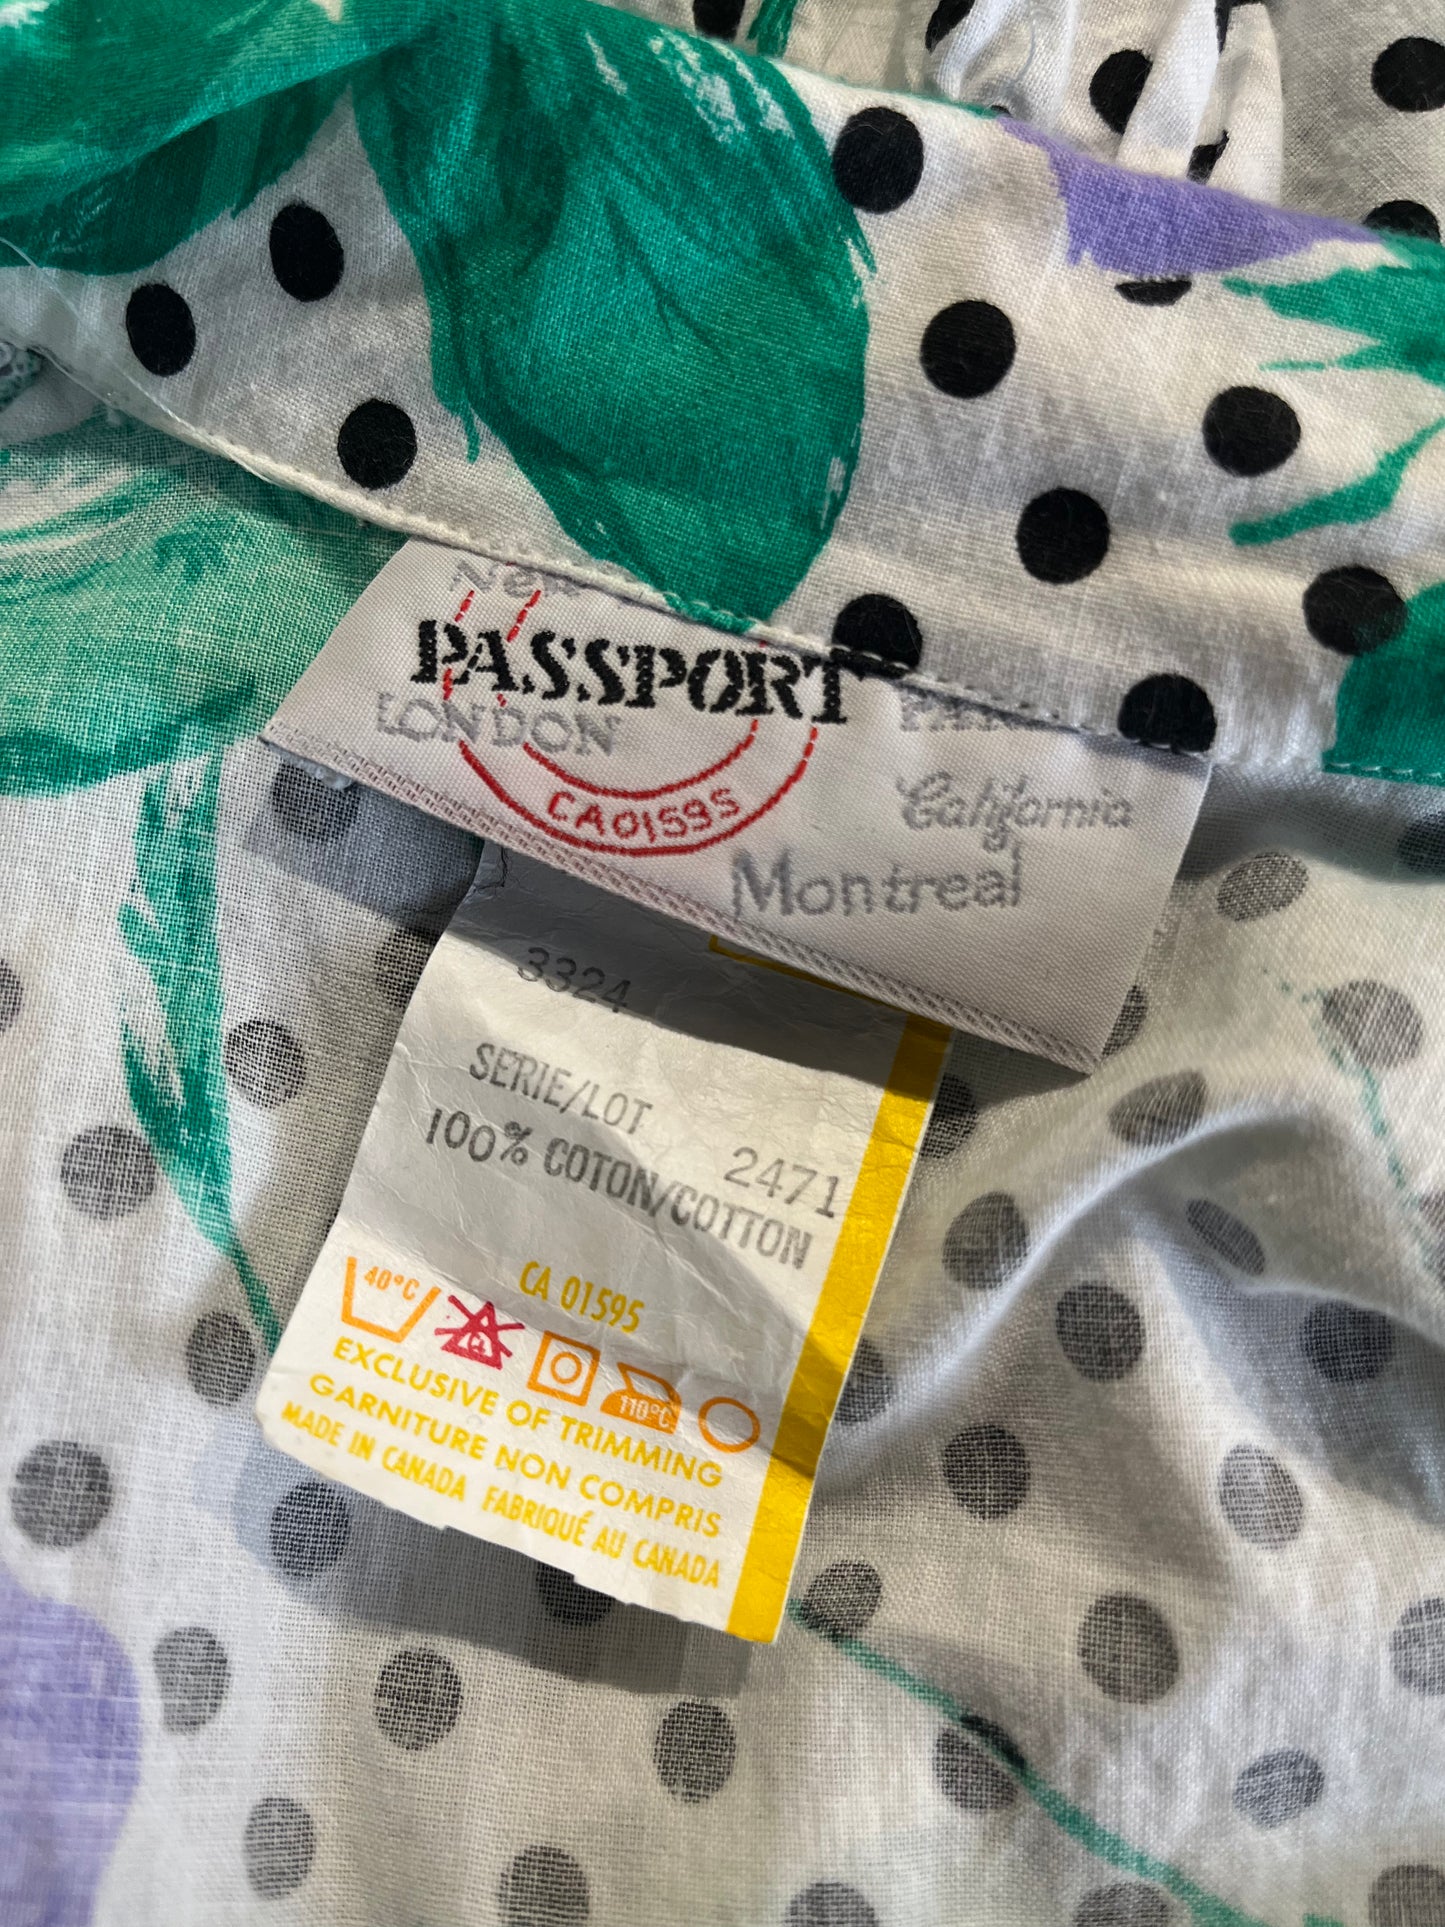 New
PASSPORT
LONDON
CA01595
California
Montreal
3324
SERIE/LOT
2471
100% COTON/COTTON
CA 01595
40°C
110°C
EXCLUSIVE OF TRIMMING
GARNITURE NON COMPRIS
MADE IN CANADA FABRIQUÉ AU CANADA